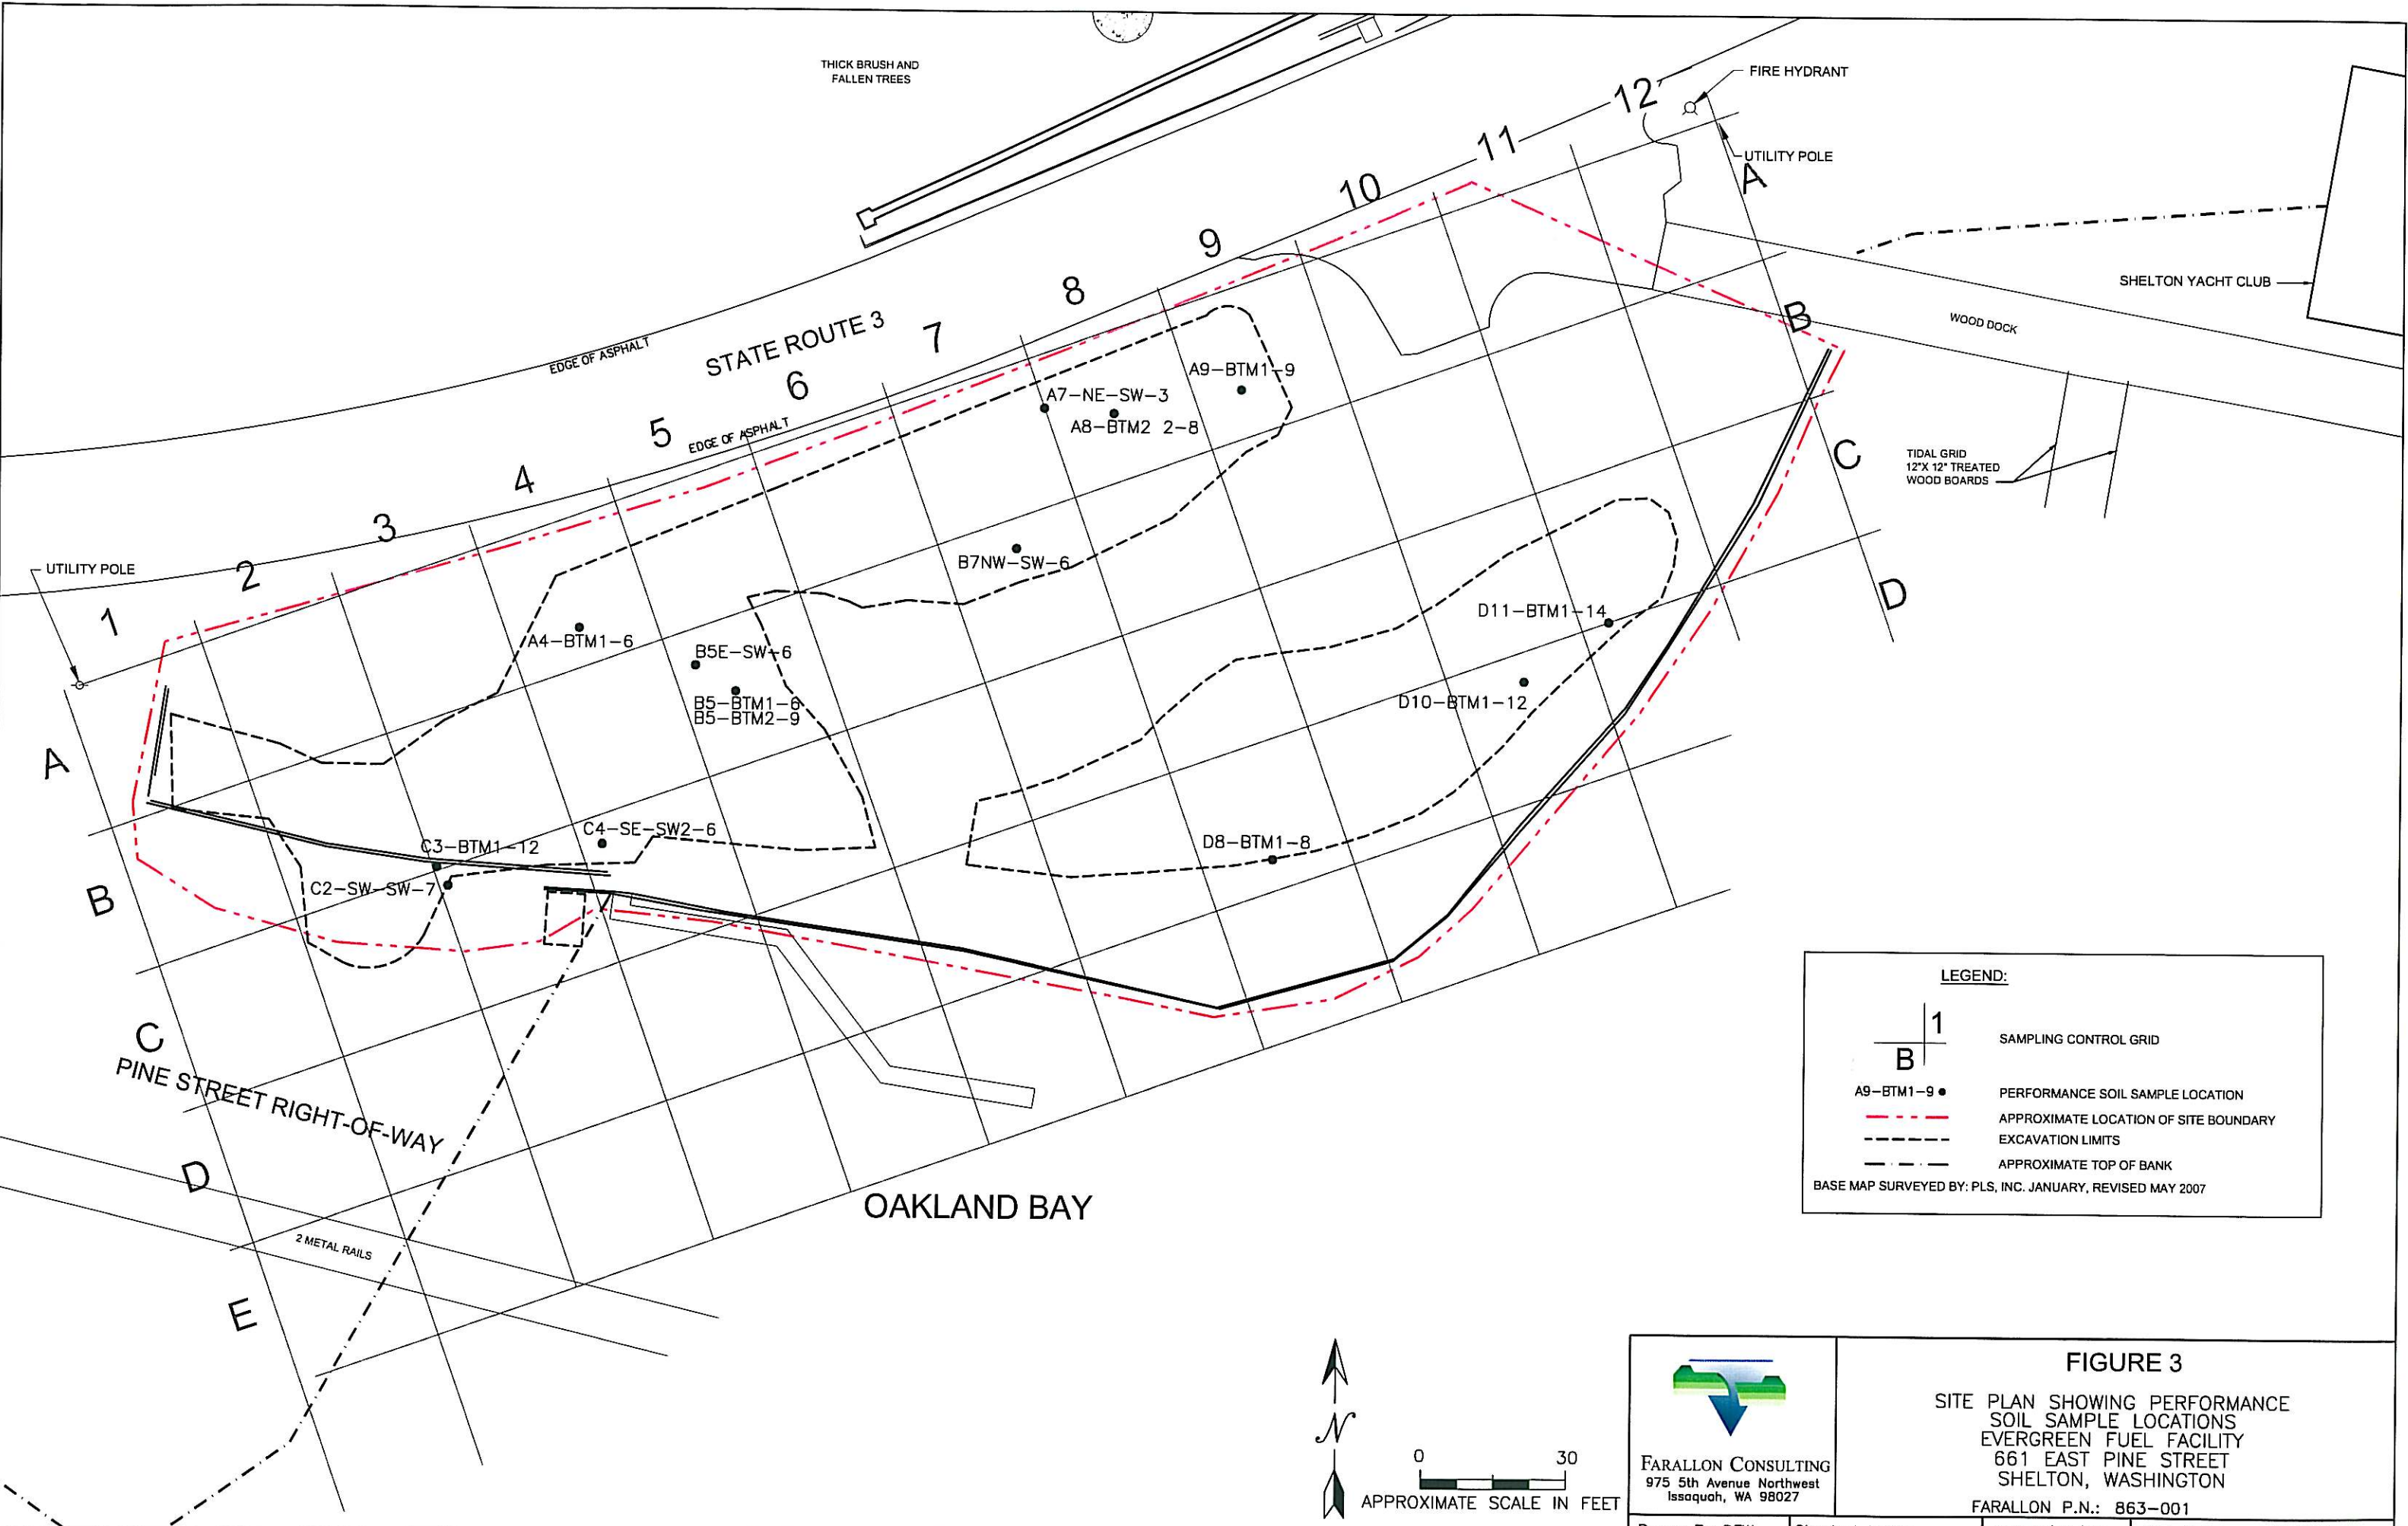 THICK BRUSH AND
FALLEN TREES
FIRE HYDRANT
UTILITY POLE
12
11
10
9
8
7
6
5
4
3
2
1
A
B
C
D
SHELTON YACHT CLUB
WOOD DOCK
TIDAL GRID
12"X 12" TREATED
WOOD BOARDS
STATE ROUTE 3
EDGE OF ASPHALT
EDGE OF ASPHALT
UTILITY POLE
A9-BTM1-9
A7-NE-SW-3
A8-BTM2 2-8
B7NW-SW-6
A4-BTM1-6
B5E-SW-6
B5-BTM1-6
B5-BTM2-9
D11-BTM1-14
D10-BTM1-12
D8-BTM1-8
C4-SE-SW2-6
C3-BTM1-12
C2-SW-SW-7
A
B
C
D
E
PINE STREET RIGHT-OF-WAY
2 METAL RAILS
OAKLAND BAY
LEGEND:
1
B
SAMPLING CONTROL GRID
A9-BTM1-9
PERFORMANCE SOIL SAMPLE LOCATION
APPROXIMATE LOCATION OF SITE BOUNDARY
EXCAVATION LIMITS
APPROXIMATE TOP OF BANK
BASE MAP SURVEYED BY: PLS, INC. JANUARY, REVISED MAY 2007
N
0 30
APPROXIMATE SCALE IN FEET
FARALLON CONSULTING
975 5th Avenue Northwest
Issaquah, WA 98027
FIGURE 3
SITE PLAN SHOWING PERFORMANCE
SOIL SAMPLE LOCATIONS
EVERGREEN FUEL FACILITY
661 EAST PINE STREET
SHELTON, WASHINGTON
FARALLON P.N.: 863-001